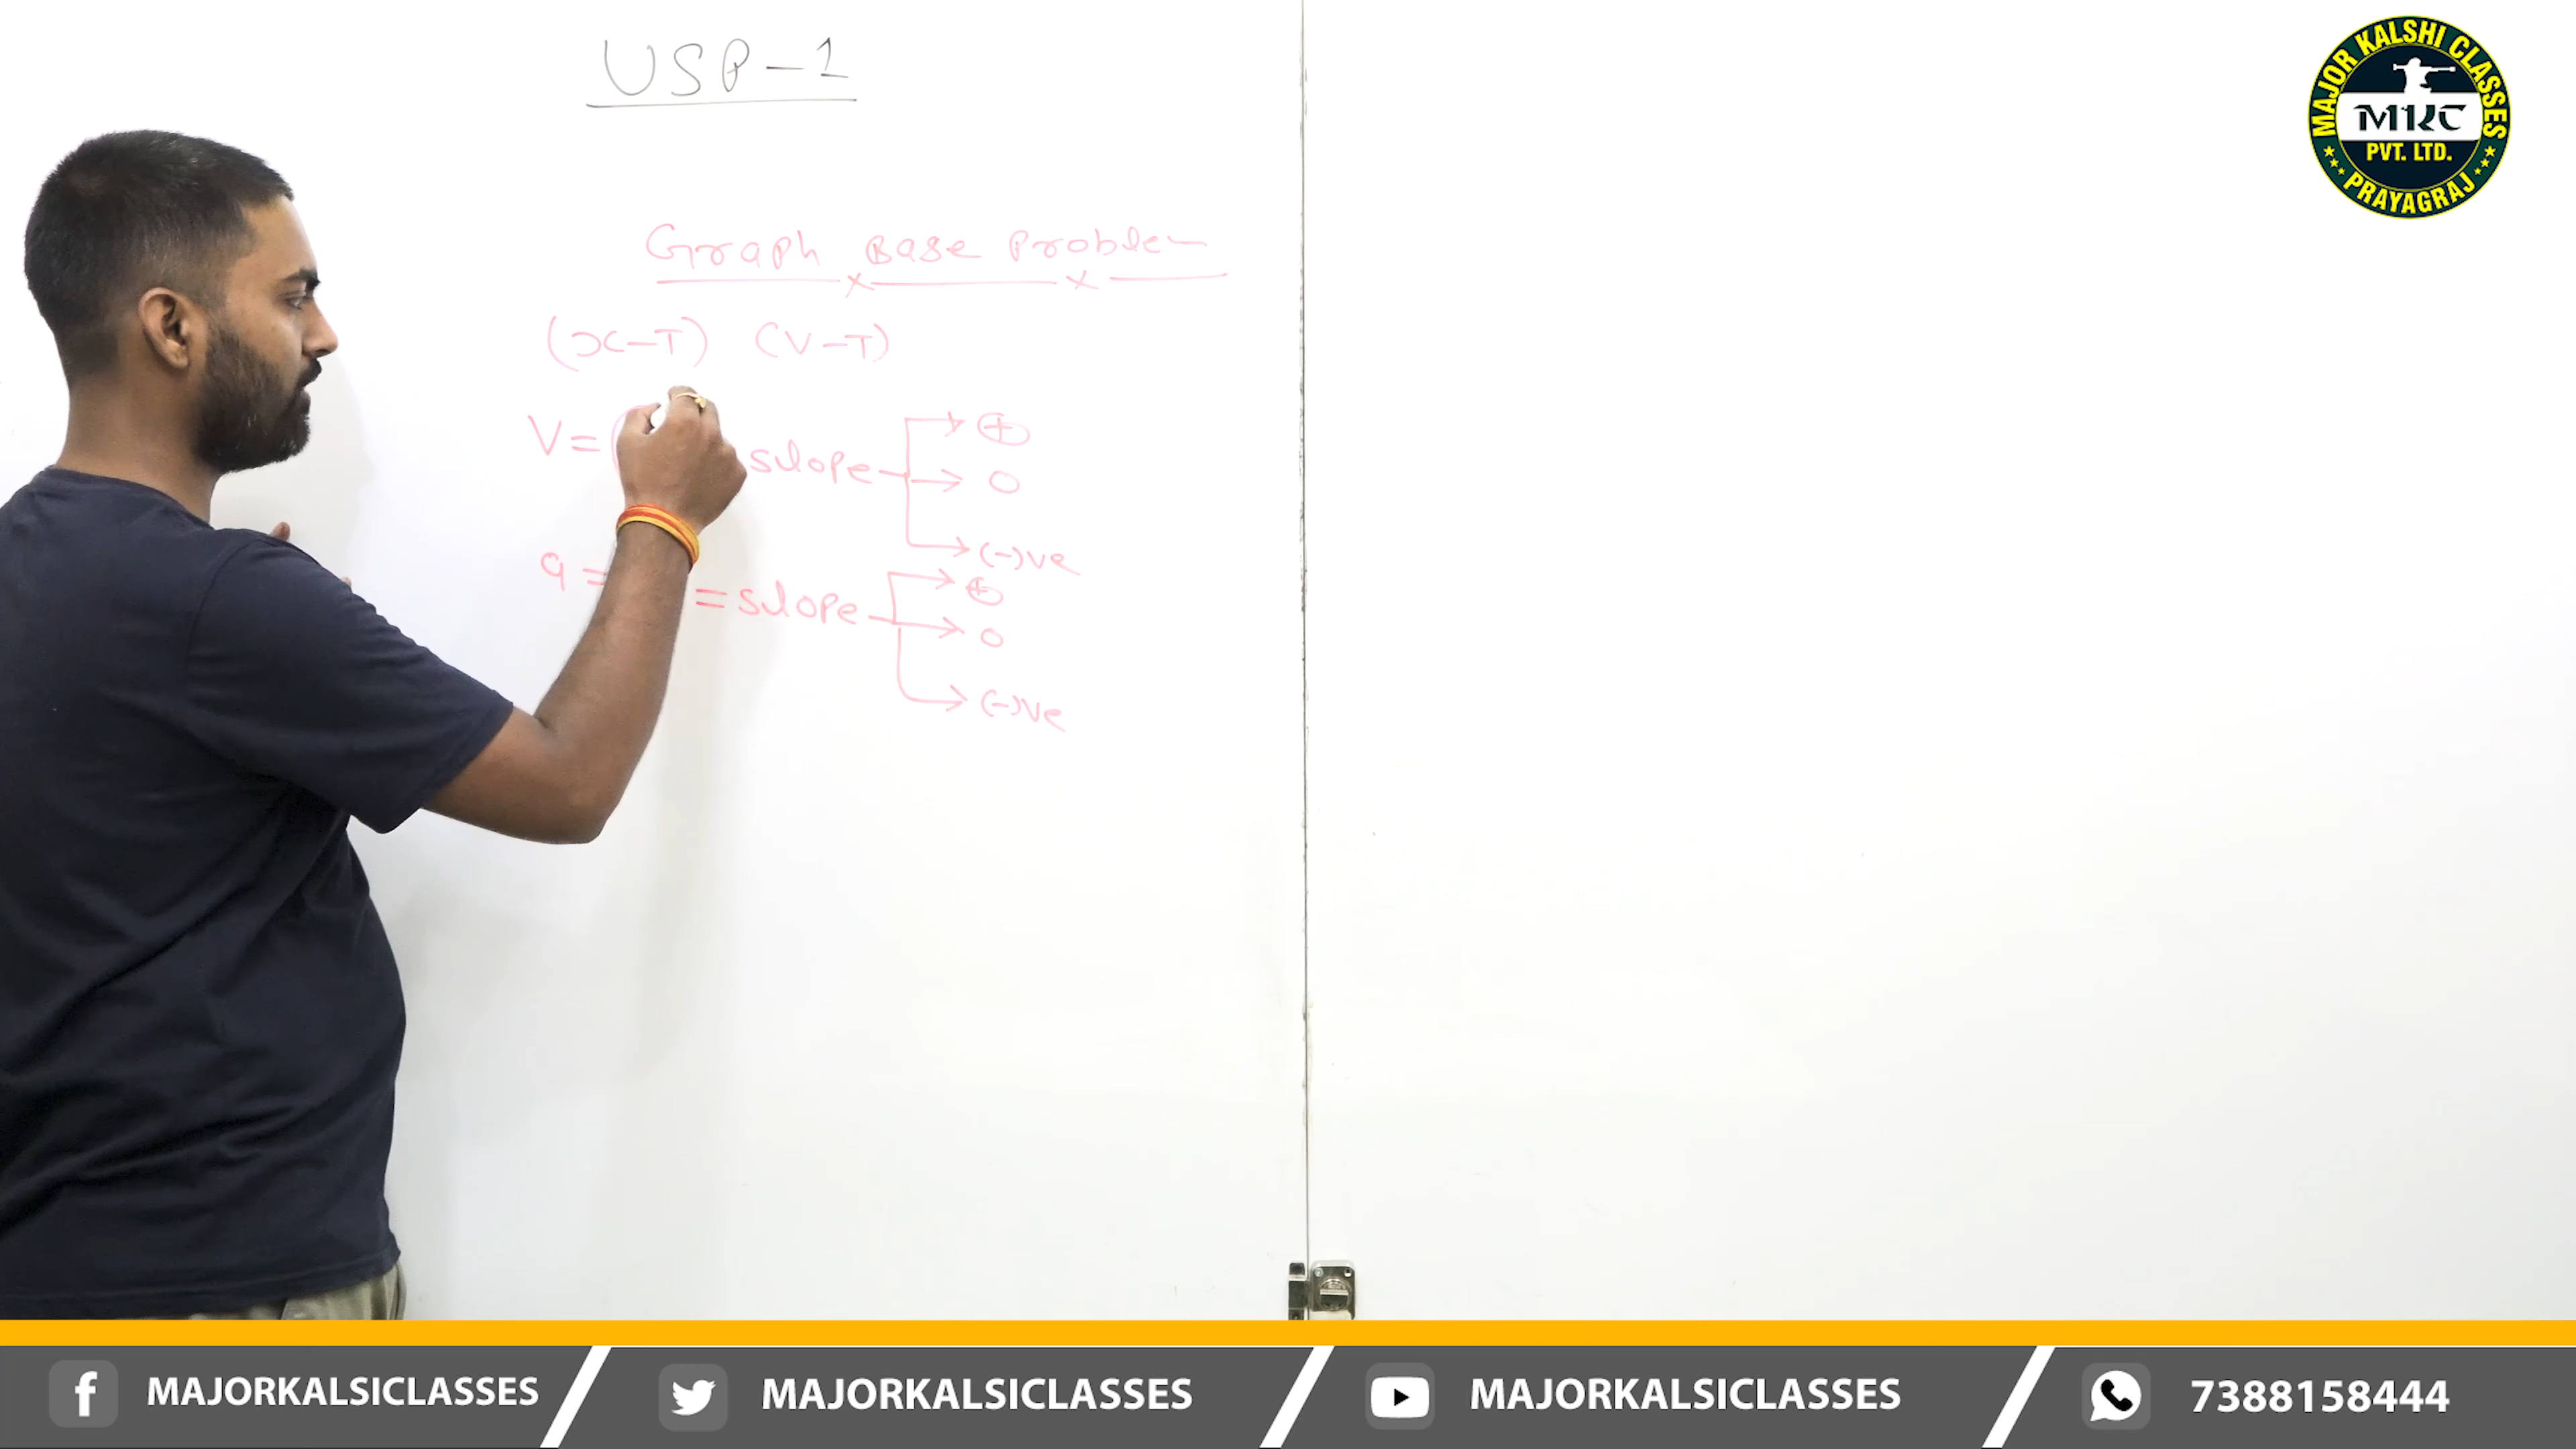 USP-1
MAJOR KALSHI CLASSES
MKC
PVT. LTD.
PRAYAGRAJ
Graph Base Problem
(x-T) (V-T)
V=
slope
+
0
(-)ve
a =
= slope
+
0
(-)ve
MAJORKALSICLASSES
MAJORKALSICLASSES
MAJORKALSICLASSES
7388158444